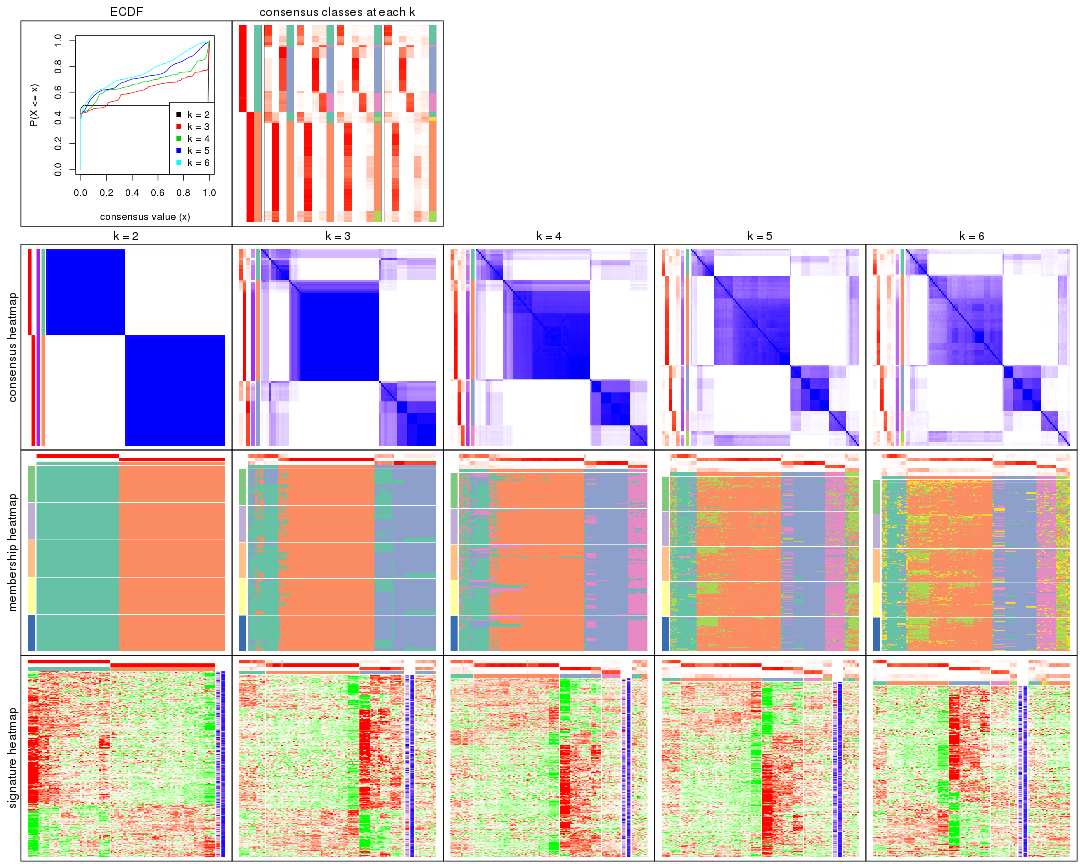 ECDF
consensus classes at each k
P(X <= x)
0.0 0.2 0.4 0.6 0.8 1.0
k = 2
k = 3
k = 4
k = 5
k = 6
0.0 0.2 0.4 0.6 0.8 1.0
consensus value (x)
k = 2
k = 3
k = 4
k = 5
k = 6
consensus heatmap
membership heatmap
signature heatmap